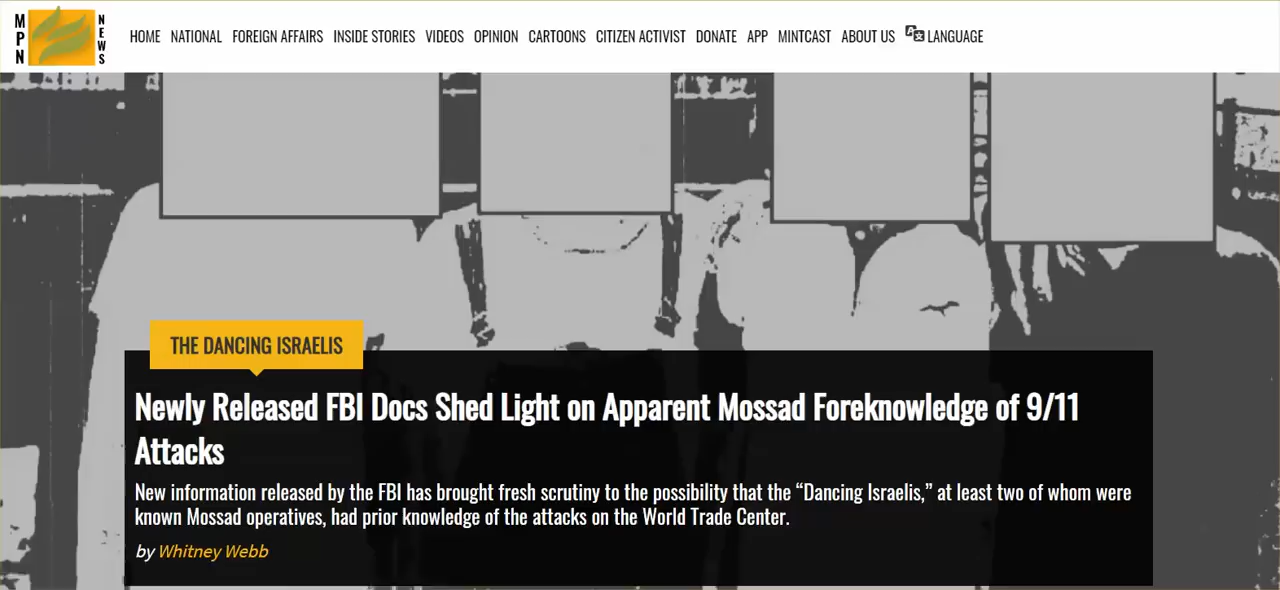 MPN NEWS
HOME NATIONAL FOREIGN AFFAIRS INSIDE STORIES VIDEOS OPINION CARTOONS CITIZEN ACTIVIST DONATE APP MINTCAST ABOUT US LANGUAGE
THE DANCING ISRAELIS
Newly Released FBI Docs Shed Light on Apparent Mossad Foreknowledge of 9/11
Attacks
New information released by the FBI has brought fresh scrutiny to the possibility that the “Dancing Israelis,” at least two of whom were
known Mossad operatives, had prior knowledge of the attacks on the World Trade Center.
by Whitney Webb